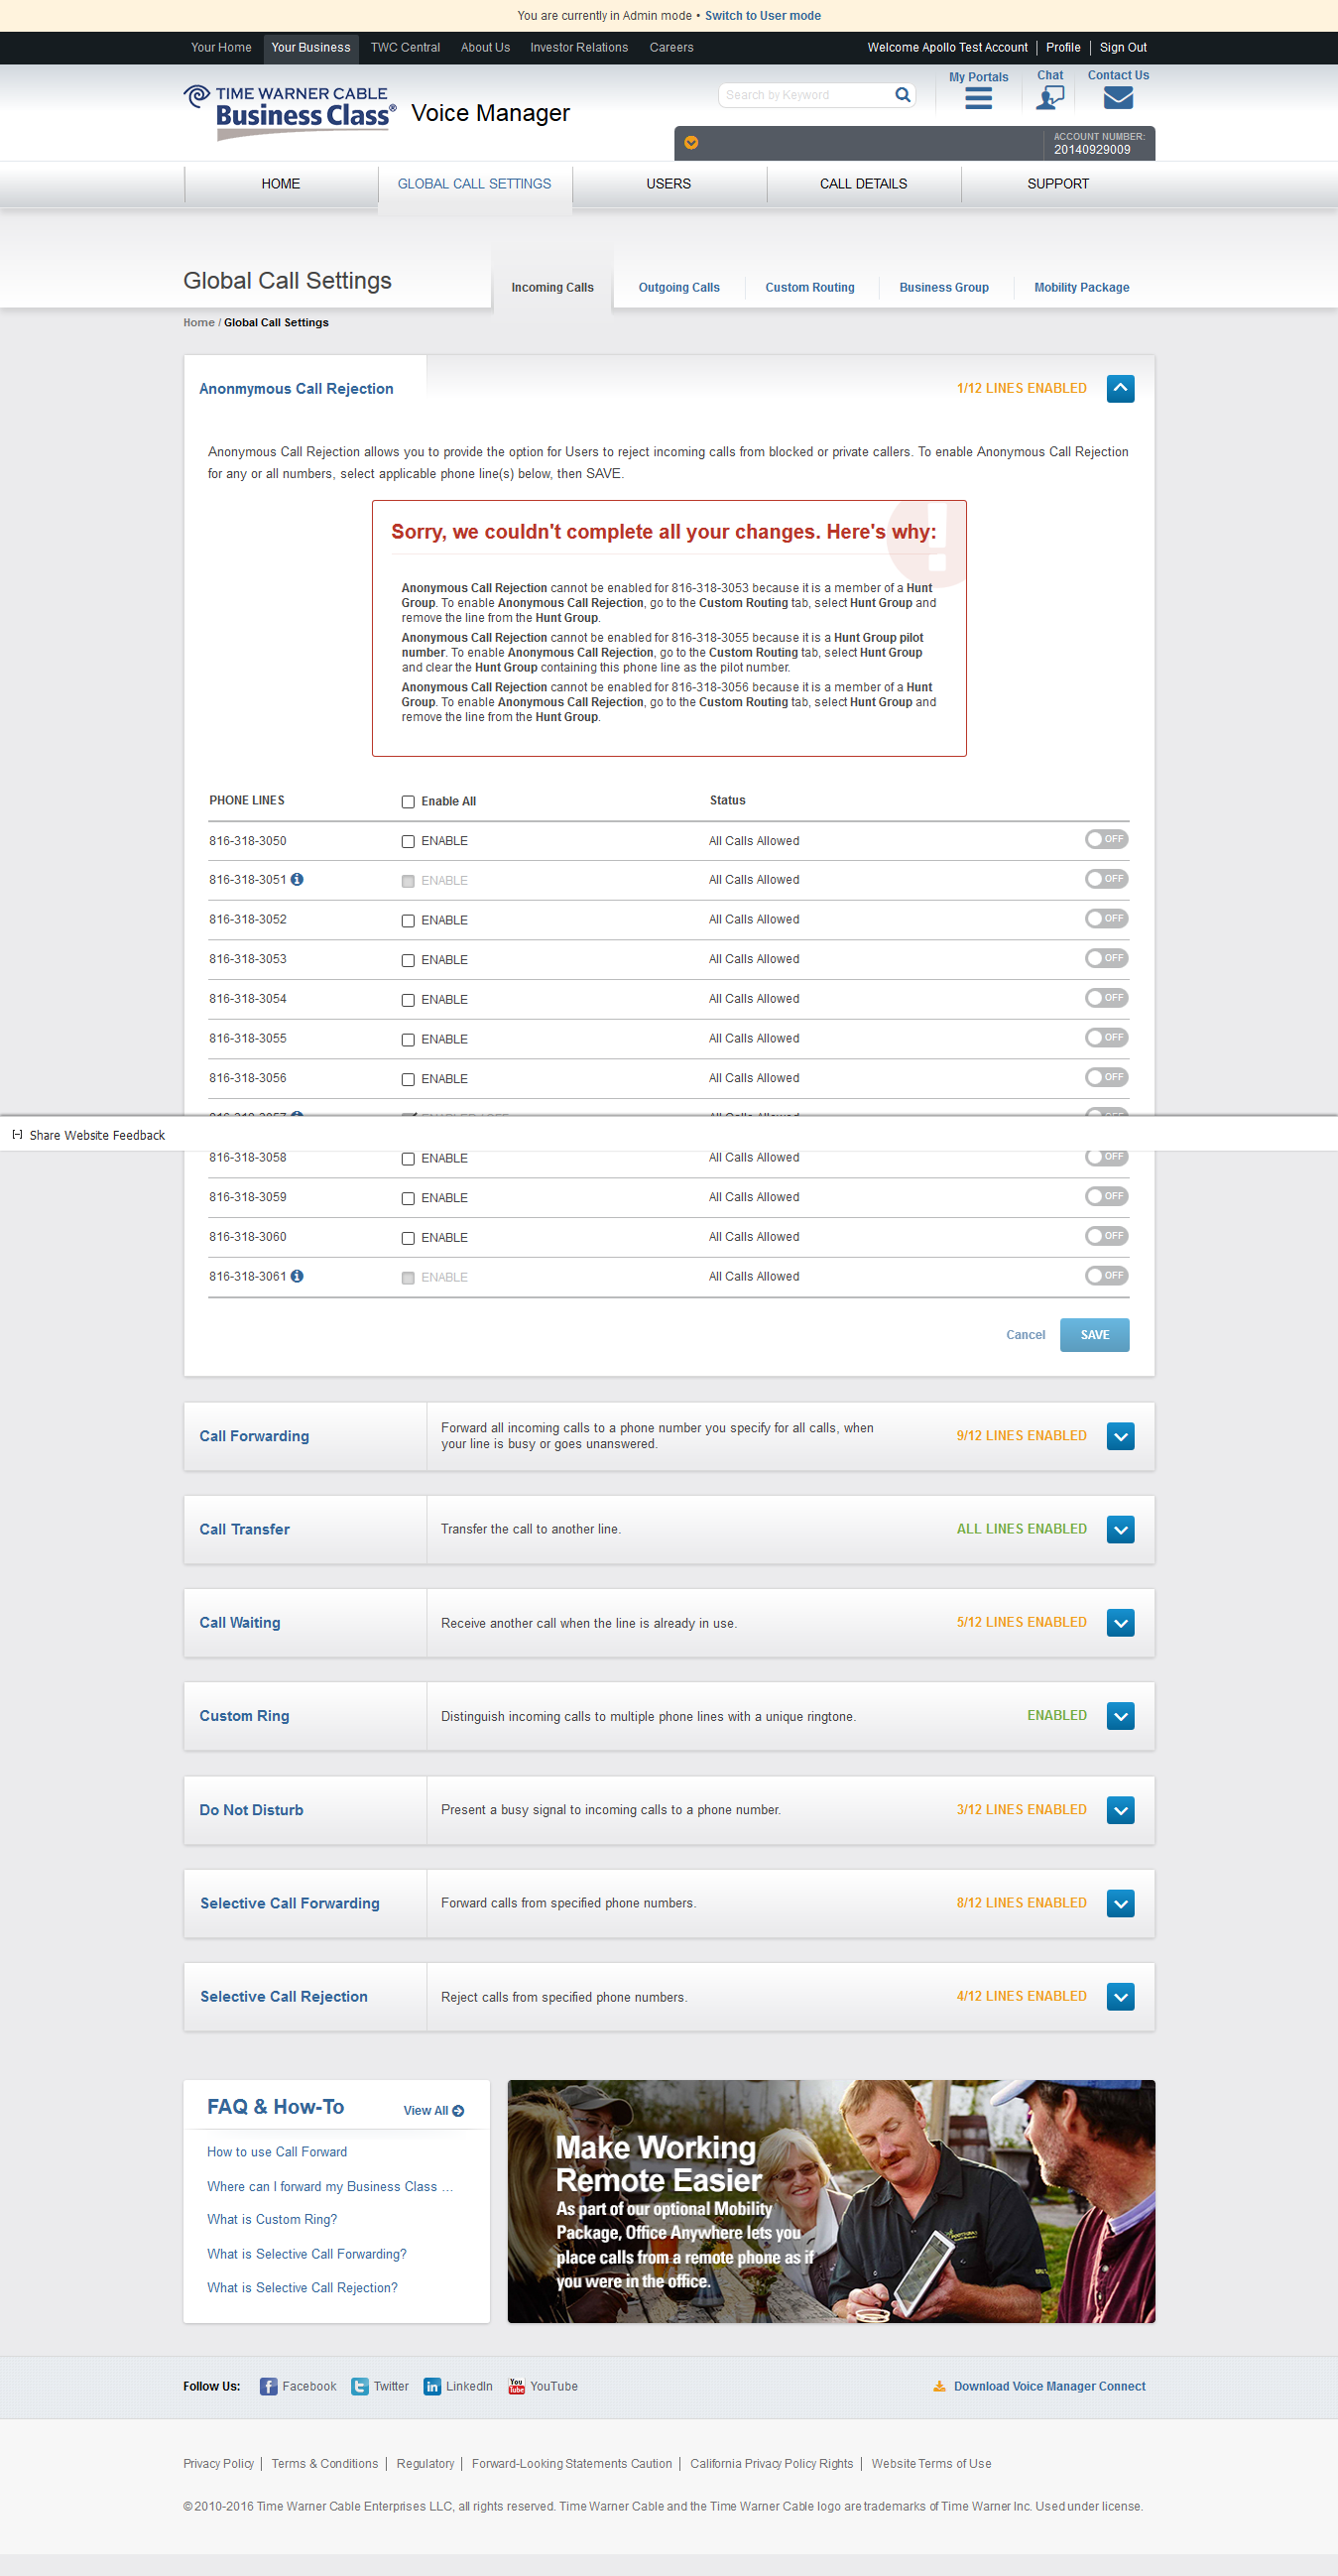 You are currently in Admin mode • Switch to User mode
Your Home Your Business TWC Central About Us Investor Relations Careers Welcome Apollo Test Account Profile Sign Out
TIME WARNER CABLE
Business Class®
Voice Manager
Search by Keyword
My Portals Chat Contact Us
ACCOUNT NUMBER:
20140929009
HOME GLOBAL CALL SETTINGS USERS CALL DETAILS SUPPORT
Global Call Settings
Incoming Calls Outgoing Calls Custom Routing Business Group Mobility Package
Home / Global Call Settings
Anonmymous Call Rejection 1/12 LINES ENABLED
Anonymous Call Rejection allows you to provide the option for Users to reject incoming calls from blocked or private callers. To enable Anonymous Call Rejection
for any or all numbers, select applicable phone line(s) below, then SAVE.
Sorry, we couldn't complete all your changes. Here's why:
Anonymous Call Rejection cannot be enabled for 816-318-3053 because it is a member of a Hunt
Group. To enable Anonymous Call Rejection, go to the Custom Routing tab, select Hunt Group and
remove the line from the Hunt Group.
Anonymous Call Rejection cannot be enabled for 816-318-3055 because it is a Hunt Group pilot
number. To enable Anonymous Call Rejection, go to the Custom Routing tab, select Hunt Group
and clear the Hunt Group containing this phone line as the pilot number.
Anonymous Call Rejection cannot be enabled for 816-318-3056 because it is a member of a Hunt
Group. To enable Anonymous Call Rejection, go to the Custom Routing tab, select Hunt Group and
remove the line from the Hunt Group.
PHONE LINES Enable All Status
816-318-3050 ENABLE All Calls Allowed OFF
816-318-3051 ENABLE All Calls Allowed OFF
816-318-3052 ENABLE All Calls Allowed OFF
816-318-3053 ENABLE All Calls Allowed OFF
816-318-3054 ENABLE All Calls Allowed OFF
816-318-3055 ENABLE All Calls Allowed OFF
816-318-3056 ENABLE All Calls Allowed OFF
816-318-3057 All Calls Allowed
[-] Share Website Feedback
816-318-3058 ENABLE All Calls Allowed OFF
816-318-3059 ENABLE All Calls Allowed OFF
816-318-3060 ENABLE All Calls Allowed OFF
816-318-3061 ENABLE All Calls Allowed OFF
Cancel SAVE
Call Forwarding Forward all incoming calls to a phone number you specify for all calls, when 9/12 LINES ENABLED
your line is busy or goes unanswered.
Call Transfer Transfer the call to another line. ALL LINES ENABLED
Call Waiting Receive another call when the line is already in use. 5/12 LINES ENABLED
Custom Ring Distinguish incoming calls to multiple phone lines with a unique ringtone. ENABLED
Do Not Disturb Present a busy signal to incoming calls to a phone number. 3/12 LINES ENABLED
Selective Call Forwarding Forward calls from specified phone numbers. 8/12 LINES ENABLED
Selective Call Rejection Reject calls from specified phone numbers. 4/12 LINES ENABLED
FAQ & How-To View All
How to use Call Forward
Where can I forward my Business Class ...
What is Custom Ring?
What is Selective Call Forwarding?
What is Selective Call Rejection?
Make Working
Remote Easier
As part of our optional Mobility
Package, Office Anywhere lets you
place calls from a remote phone as if
you were in the office.
Follow Us: Facebook Twitter LinkedIn YouTube Download Voice Manager Connect
Privacy Policy Terms & Conditions Regulatory Forward-Looking Statements Caution California Privacy Policy Rights Website Terms of Use
© 2010-2016 Time Warner Cable Enterprises LLC, all rights reserved. Time Warner Cable and the Time Warner Cable logo are trademarks of Time Warner Inc. Used under license.